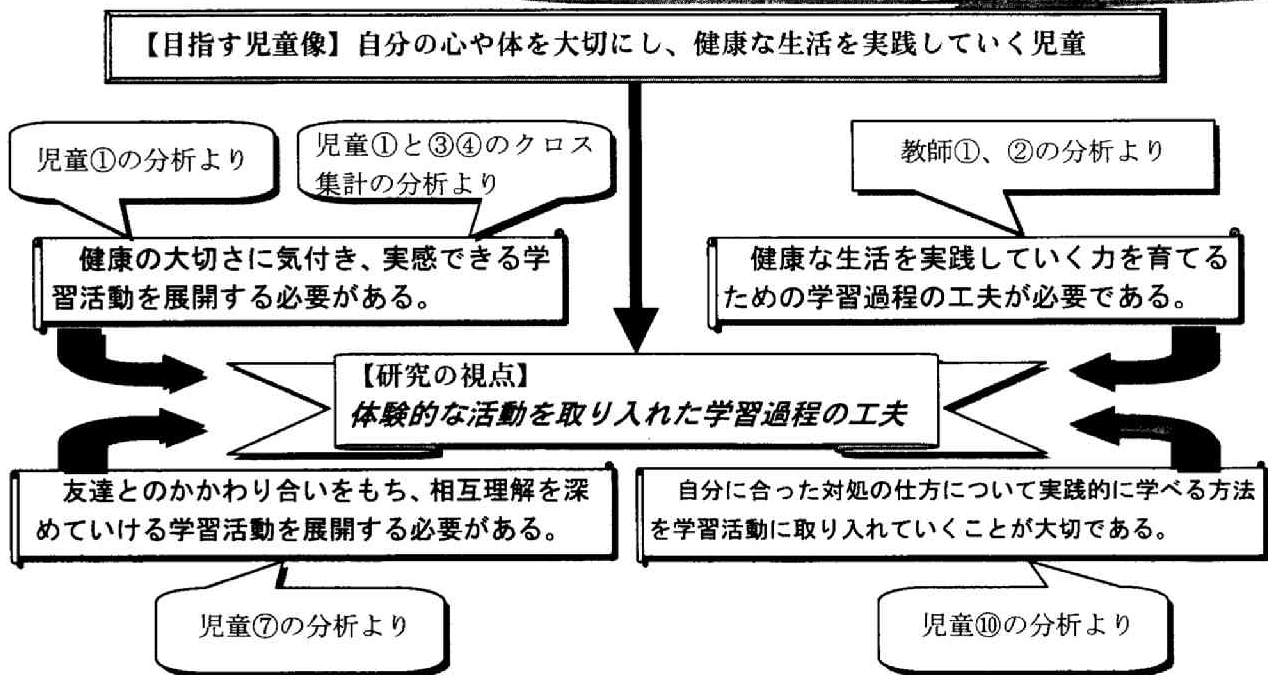 【目指す児童像】自分の心や体を大切にし、健康な生活を実践していく児童
児童①の分析より
児童①と③④のクロス
集計の分析より
教師①、②の分析より
健康の大切さに気付き、実感できる学
習活動を展開する必要がある。
健康な生活を実践していく力を育てる
ための学習過程の工夫が必要である。
【研究の視点】
体験的な活動を取り入れた学習過程の工夫
友達とのかかわり合いをもち、相互理解を深
めていける学習活動を展開する必要がある。
自分に合った対処の仕方について実践的に学べる方法
を学習活動に取り入れていくことが大切である。
児童⑦の分析より
児童⑩の分析より